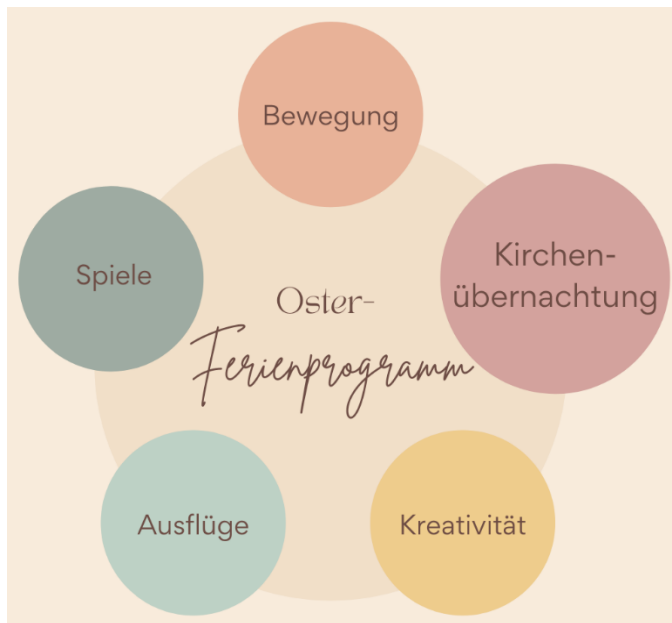 Bewegung
Kirchen-
übernachtung
Spiele
Oster-
Ferienprogramm
Ausflüge
Kreativität